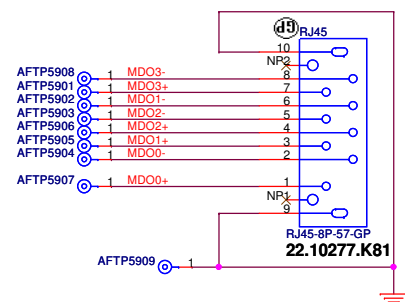 GP RJ45
10
NP2
AFTP5908 1 MDO3- 8
AFTP5901 1 MDO3+ 7
AFTP5902 1 MDO1- 6
AFTP5903 1 MDO2- 5
AFTP5906 1 MDO2+ 4
AFTP5905 1 MDO1+ 3
AFTP5904 1 MDO0- 2
AFTP5907 1 MDO0+ 1
NP1
9
RJ45-8P-57-GP
22.10277.K81
AFTP5909 1